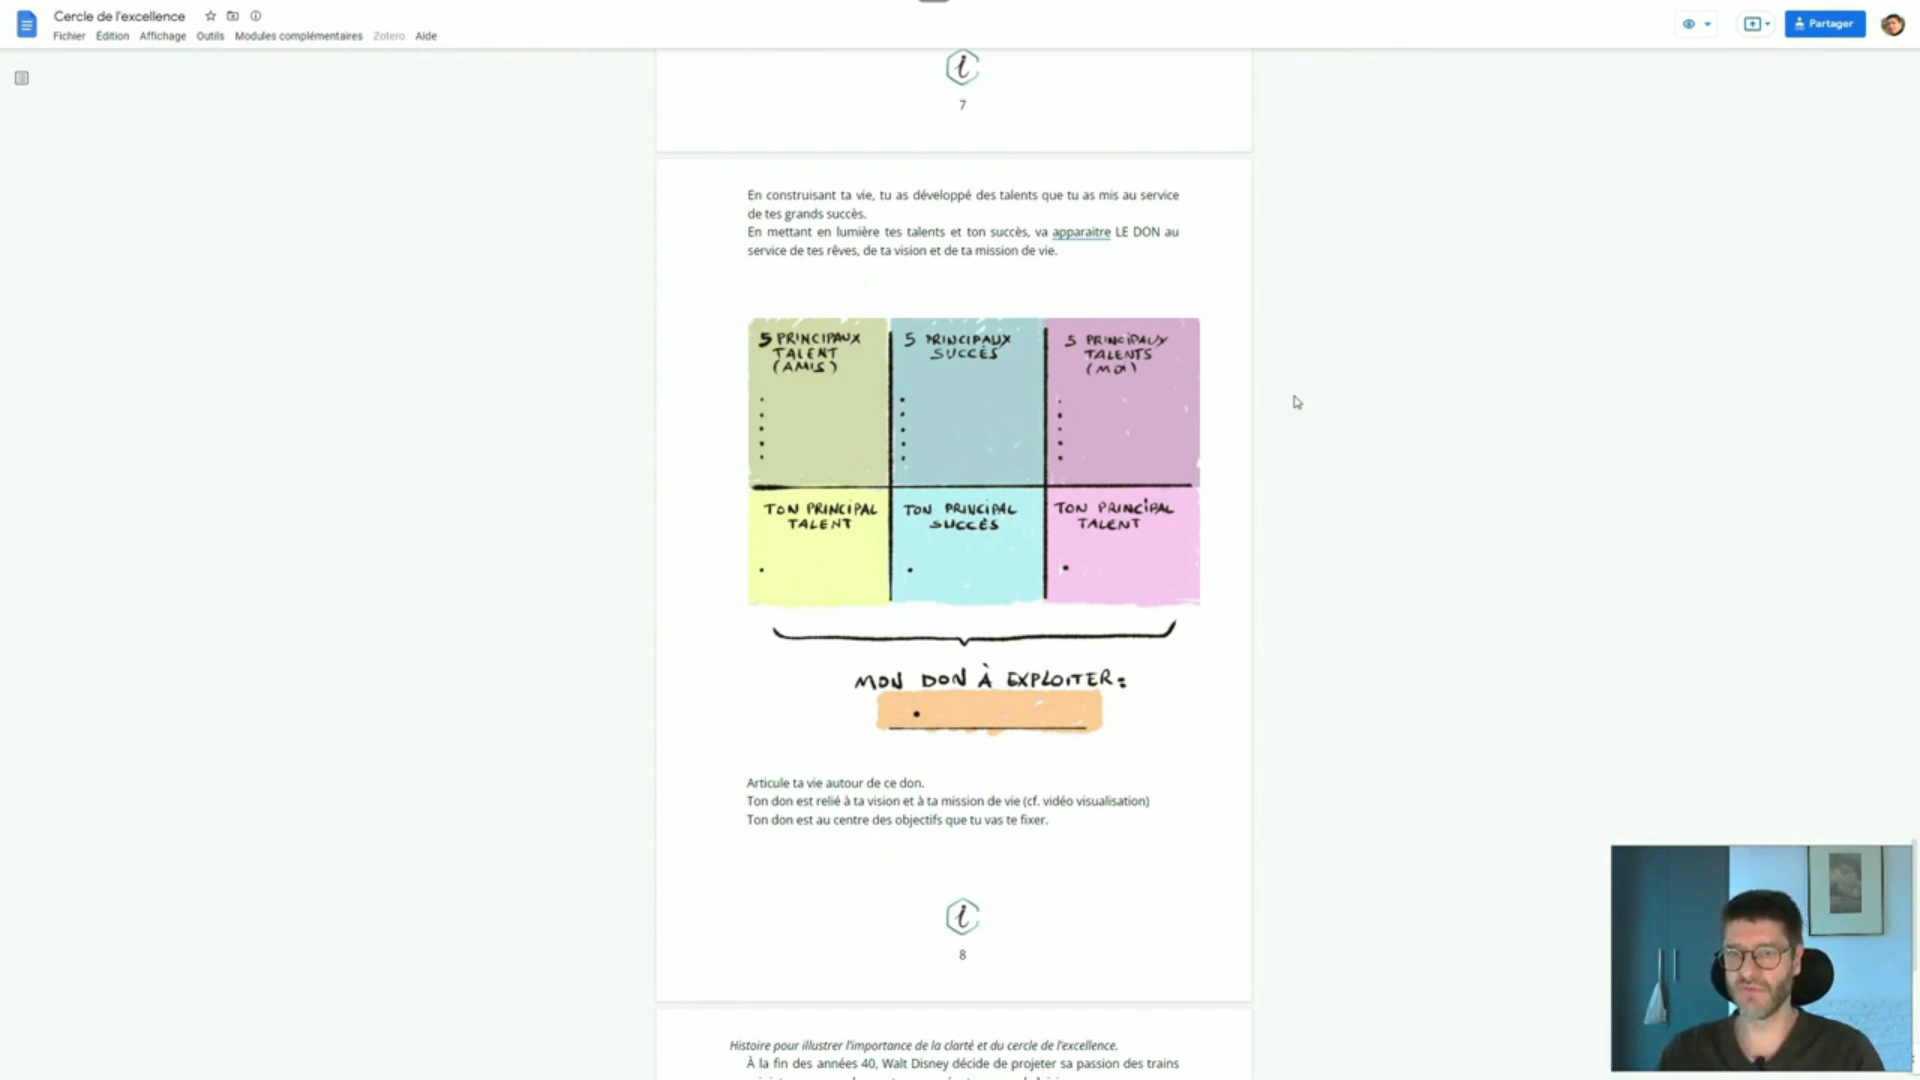 Cercle de l'excellence
Fichier Édition Affichage Outils Modules complémentaires Zotero Aide
Partager
7
En construisant ta vie, tu as développé des talents que tu as mis au service
de tes grands succès.
En mettant en lumière tes talents et ton succès, va apparaitre LE DON au
service de tes rêves, de ta vision et de ta mission de vie.
5 PRINCIPAUX
TALENT
(AMIS)
5 PRINCIPAUX
SUCCÈS
5 PRINCIPAUX
TALENTS
(MOI)
TON PRINCIPAL
TALENT
TON PRINCIPAL
SUCCÈS
TON PRINCIPAL
TALENT
MON DON À EXPLOITER :
Articule ta vie autour de ce don.
Ton don est relié à ta vision et à ta mission de vie (cf. vidéo visualisation)
Ton don est au centre des objectifs que tu vas te fixer.
8
Histoire pour illustrer l'importance de la clarté et du cercle de l'excellence.
À la fin des années 40, Walt Disney décide de projeter sa passion des trains